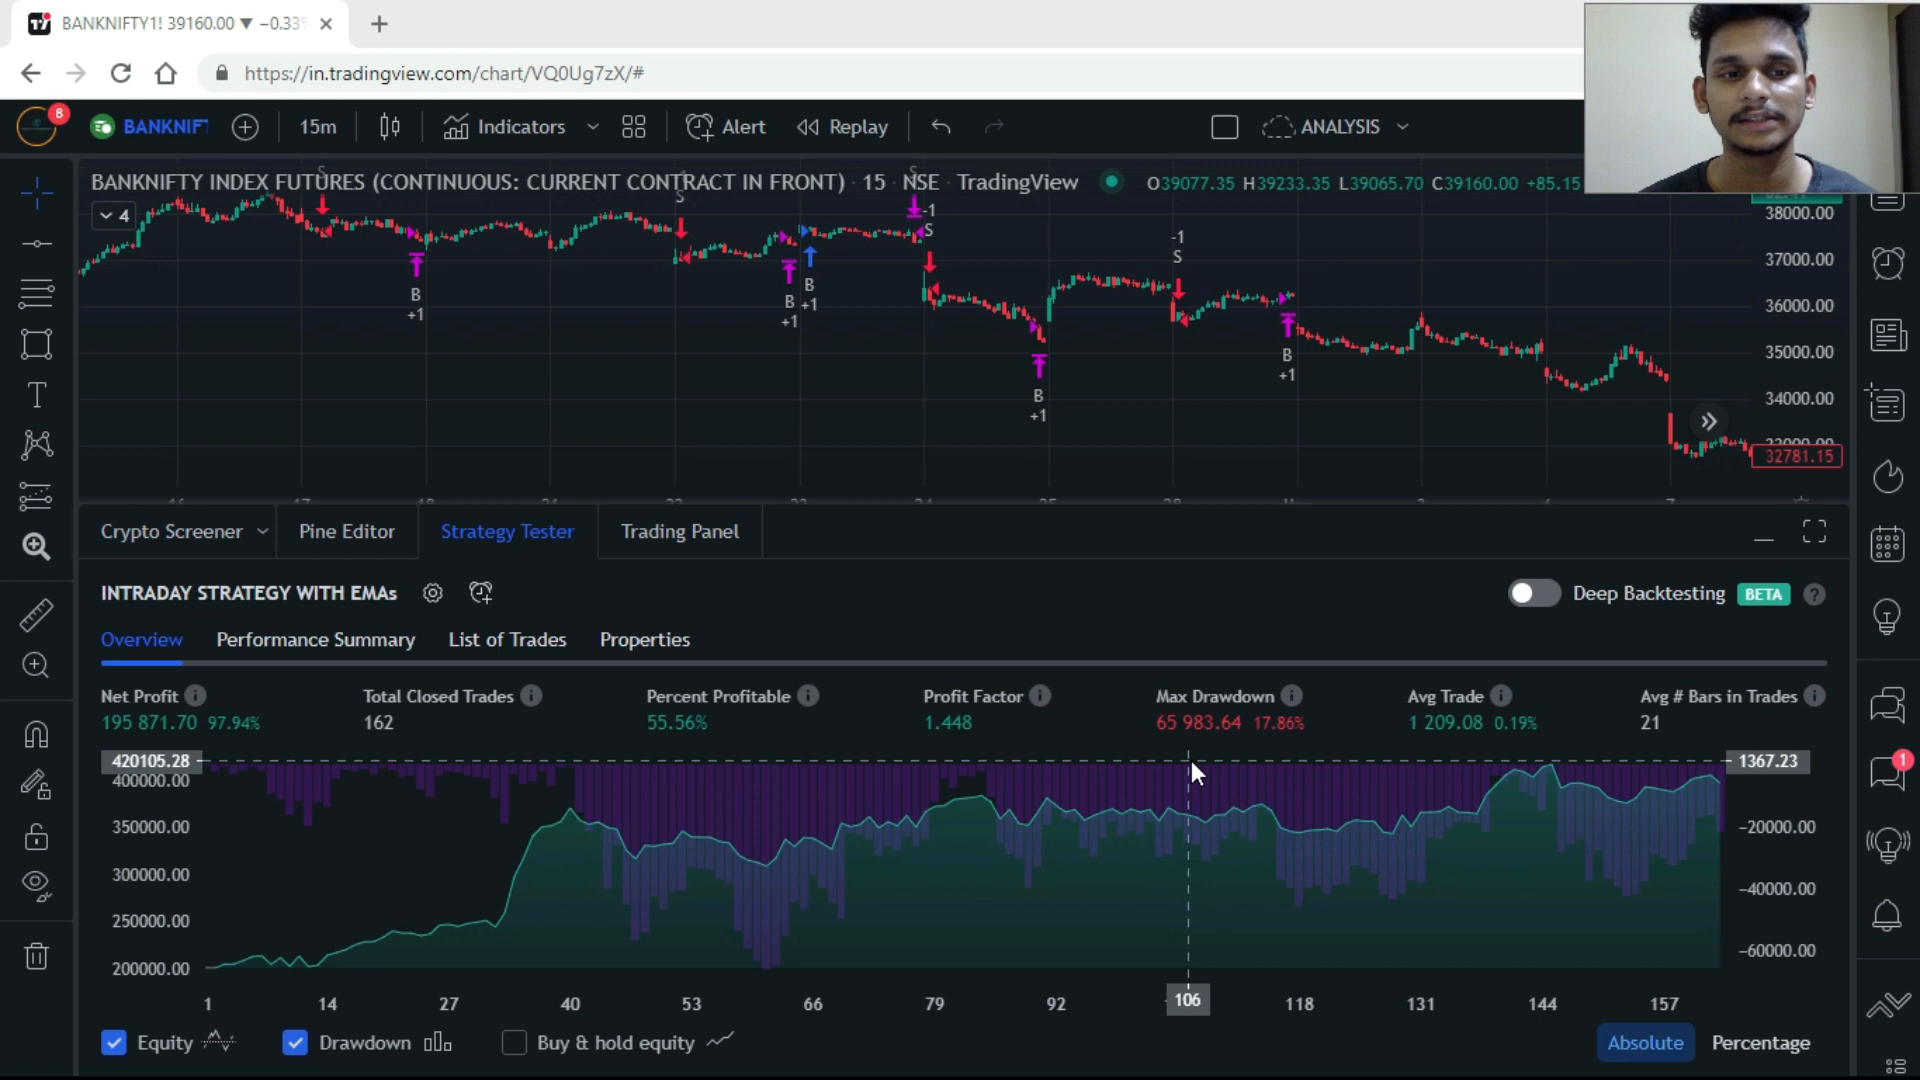 BANKNIFTY1! 39160.00 ▼ −0.33
https://in.tradingview.com/chart/VQ0Ug7zX/#
8
BANKNIFT
15m
Indicators
Alert
Replay
ANALYSIS
BANKNIFTY INDEX FUTURES (CONTINUOUS: CURRENT CONTRACT IN FRONT) · 15 · NSE · TradingView
O39077.35 H39233.35 L39065.70 C39160.00 +85.15
4
S
B
+1
S
B
+1
B
+1
S
-1
S
B
+1
-1
S
B
+1
38000.00
37000.00
36000.00
35000.00
34000.00
32781.15
Crypto Screener
Pine Editor
Strategy Tester
Trading Panel
INTRADAY STRATEGY WITH EMAs
Deep Backtesting BETA ?
Overview
Performance Summary
List of Trades
Properties
Net Profit
195 871.70 97.94%
Total Closed Trades
162
Percent Profitable
55.56%
Profit Factor
1.448
Max Drawdown
65 983.64 17.86%
Avg Trade
1 209.08 0.19%
Avg # Bars in Trades
21
420105.28
400000.00
350000.00
300000.00
250000.00
200000.00
1367.23
−20000.00
−40000.00
−60000.00
1 14 27 40 53 66 79 92 106 118 131 144 157
Equity
Drawdown
Buy & hold equity
Absolute
Percentage
1